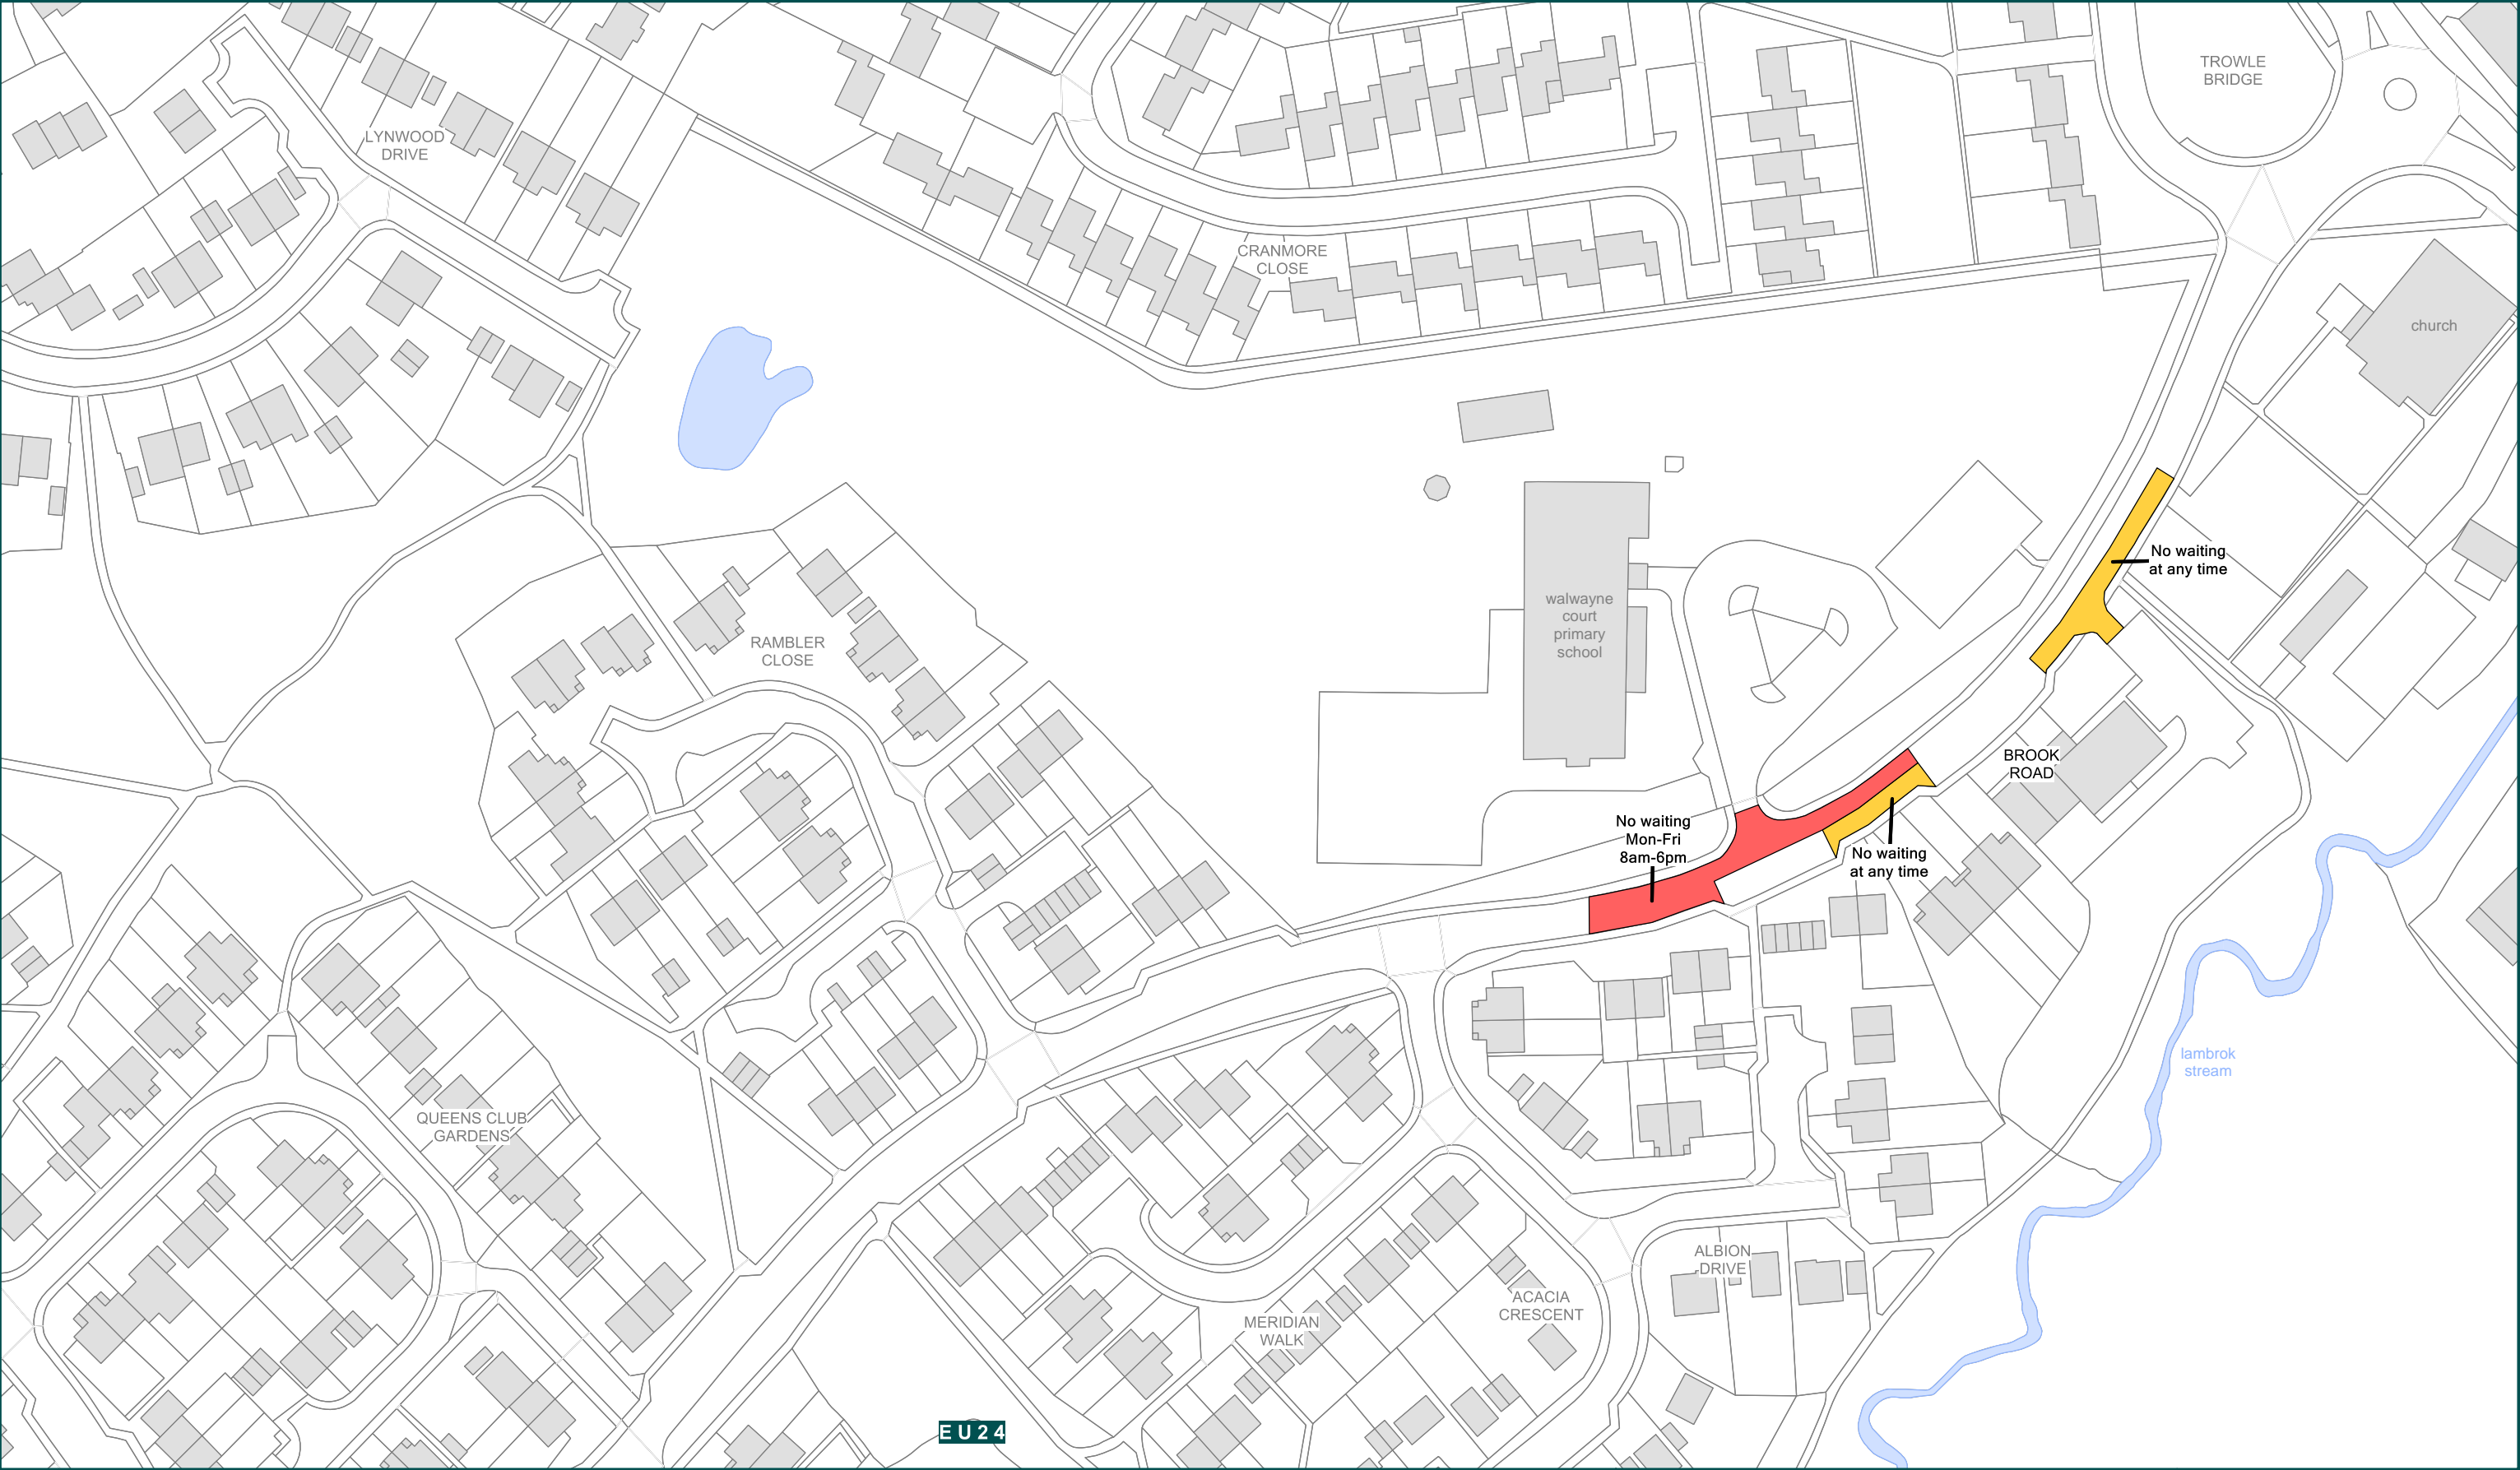 TROWLE
BRIDGE
LYNWOOD
DRIVE
CRANMORE
CLOSE
church
No waiting
at any time
walwayne
court
primary
school
RAMBLER
CLOSE
BROOK
ROAD
No waiting
Mon-Fri
8am-6pm
No waiting
at any time
lambrok
stream
QUEENS CLUB
GARDENS
ALBION
DRIVE
ACACIA
CRESCENT
MERIDIAN
WALK
EU24